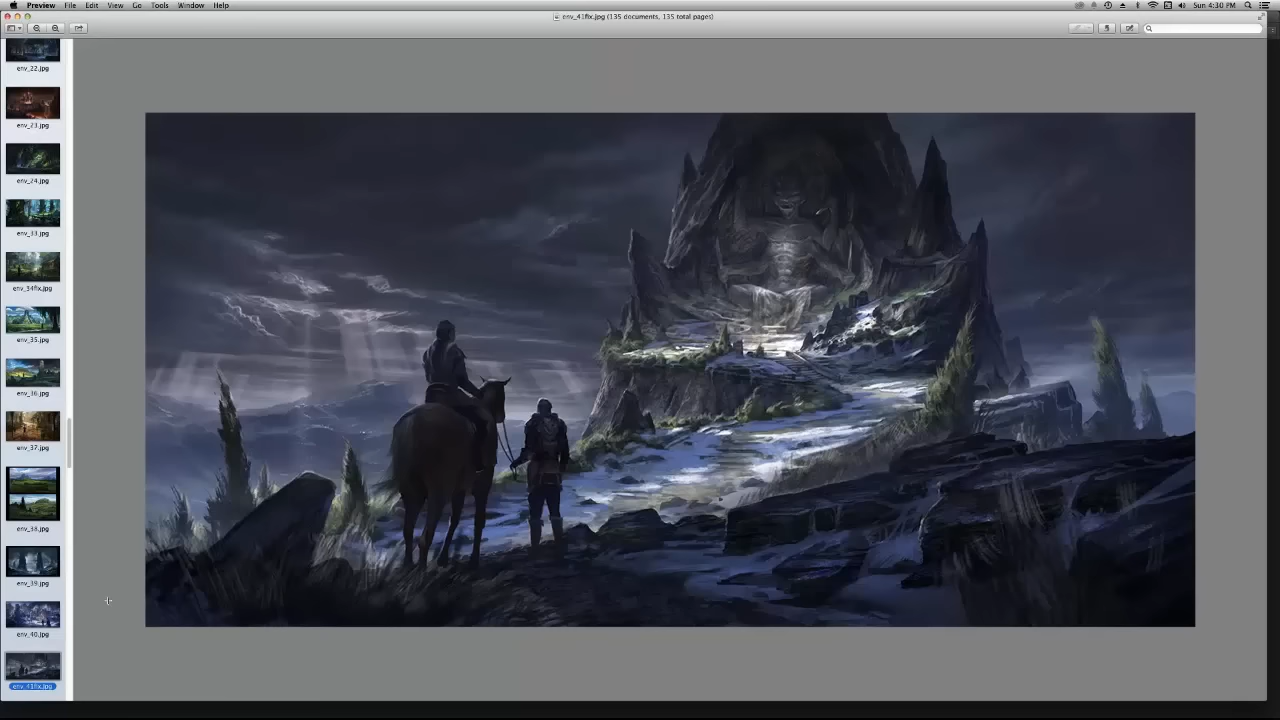 Preview File Edit View Go Tools Window Help
Sun 4:30 PM
env_41fix.jpg (135 documents, 135 total pages)
env_22.jpg
env_23.jpg
env_24.jpg
env_33.jpg
env_34fix.jpg
env_35.jpg
env_36.jpg
env_37.jpg
env_38.jpg
env_39.jpg
env_40.jpg
env_41fix.jpg